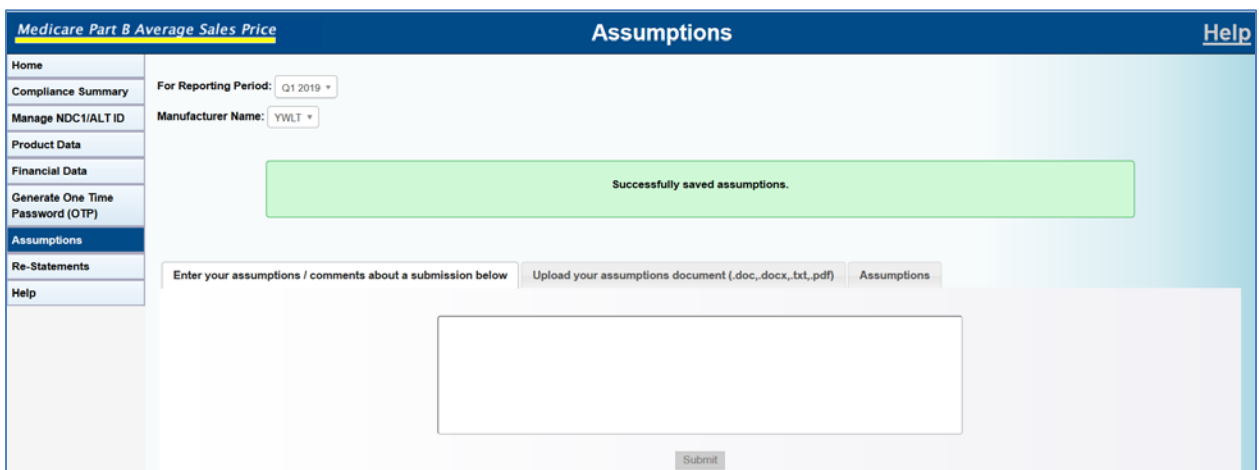 Medicare Part B Average Sales Price
Assumptions
Help
Home
Compliance Summary
Manage NDC1/ALT ID
Product Data
Financial Data
Generate One Time
Password (OTP)
Assumptions
Re-Statements
Help
For Reporting Period: Q1 2019
Manufacturer Name: YWLT
Successfully saved assumptions.
Enter your assumptions / comments about a submission below
Upload your assumptions document (.doc,.docx,.txt,.pdf)
Assumptions
Submit